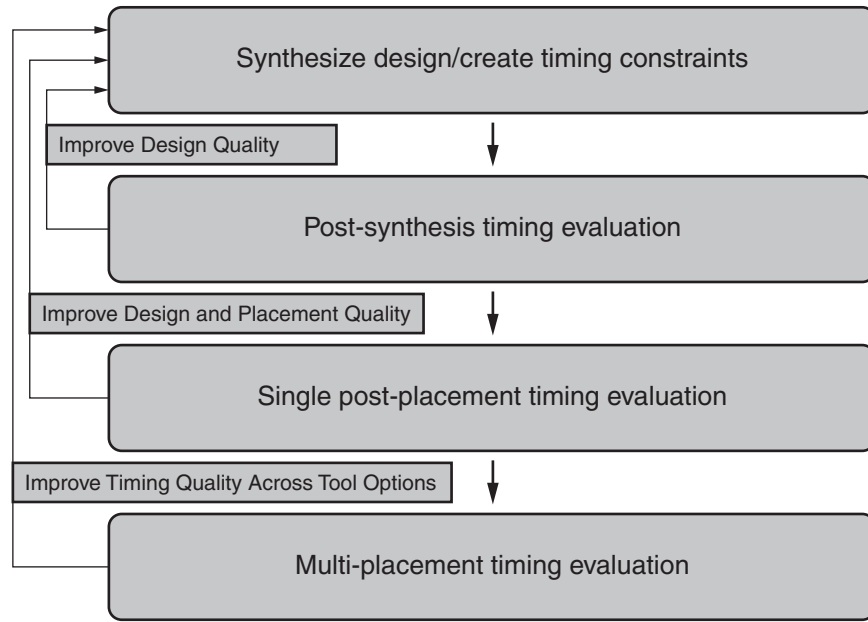 Synthesize design/create timing constraints
Improve Design Quality
Post-synthesis timing evaluation
Improve Design and Placement Quality
Single post-placement timing evaluation
Improve Timing Quality Across Tool Options
Multi-placement timing evaluation